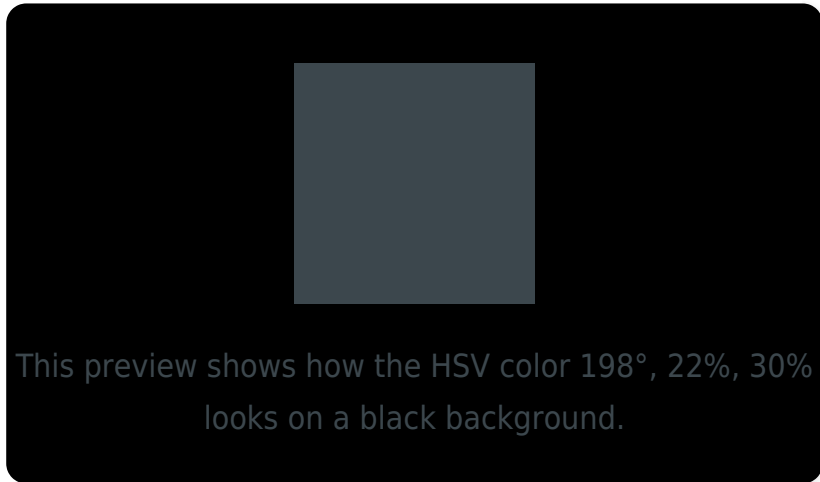 This preview shows how the HSV color 198°, 22%, 30%
looks on a black background.